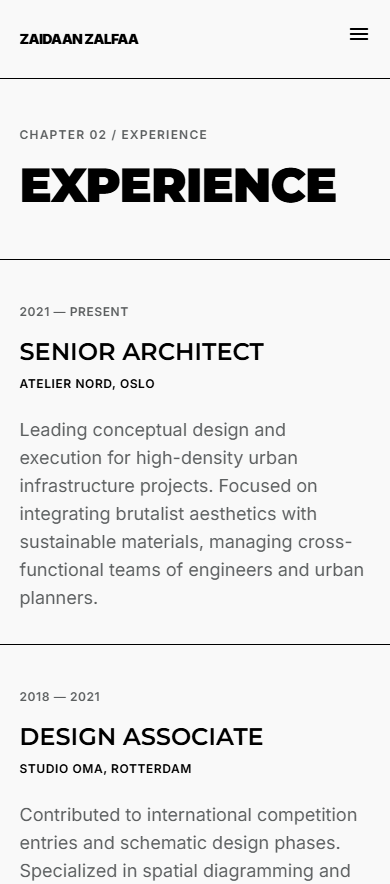 ZAIDAAN ZALFAA
CHAPTER 02 / EXPERIENCE
EXPERIENCE
2021 — PRESENT
SENIOR ARCHITECT
ATELIER NORD, OSLO
Leading conceptual design and
execution for high-density urban
infrastructure projects. Focused on
integrating brutalist aesthetics with
sustainable materials, managing cross-
functional teams of engineers and urban
planners.
2018 — 2021
DESIGN ASSOCIATE
STUDIO OMA, ROTTERDAM
Contributed to international competition
entries and schematic design phases.
Specialized in spatial diagramming and